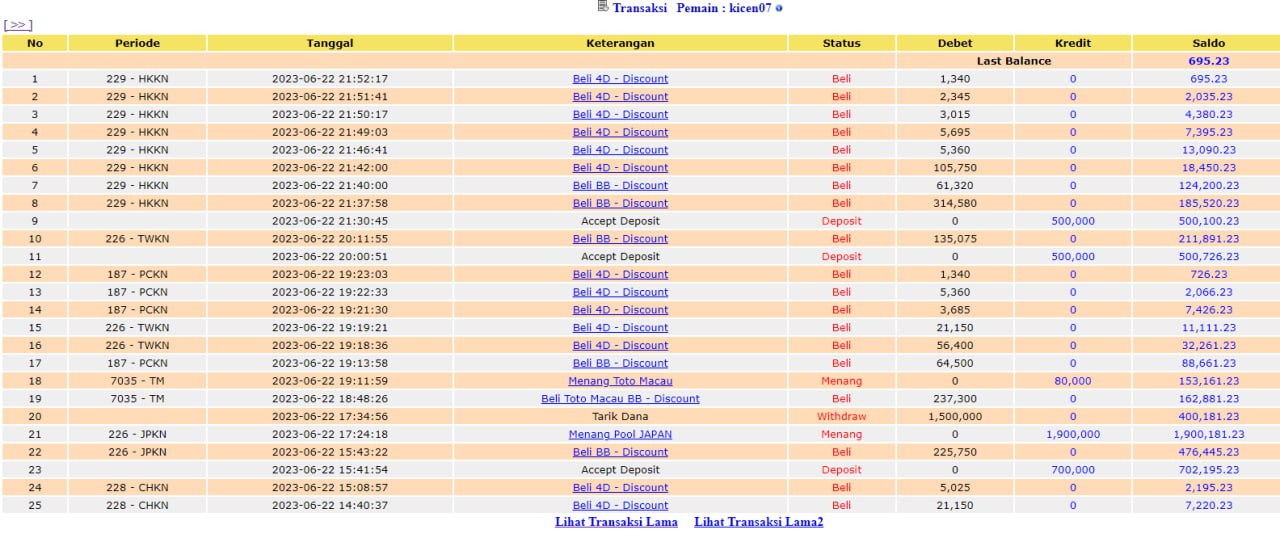 Transaksi Pemain : kicen07
[ >> ]
No Periode Tanggal Keterangan Status Debet Kredit Saldo
Last Balance 695.23
1 229 - HKKN 2023-06-22 21:52:17 Beli 4D - Discount Beli 1,340 0 695.23
2 229 - HKKN 2023-06-22 21:51:41 Beli 4D - Discount Beli 2,345 0 2,035.23
3 229 - HKKN 2023-06-22 21:50:17 Beli 4D - Discount Beli 3,015 0 4,380.23
4 229 - HKKN 2023-06-22 21:49:03 Beli 4D - Discount Beli 5,695 0 7,395.23
5 229 - HKKN 2023-06-22 21:46:41 Beli 4D - Discount Beli 5,360 0 13,090.23
6 229 - HKKN 2023-06-22 21:42:00 Beli 4D - Discount Beli 105,750 0 18,450.23
7 229 - HKKN 2023-06-22 21:40:00 Beli BB - Discount Beli 61,320 0 124,200.23
8 229 - HKKN 2023-06-22 21:37:58 Beli BB - Discount Beli 314,580 0 185,520.23
9 2023-06-22 21:30:45 Accept Deposit Deposit 0 500,000 500,100.23
10 226 - TWKN 2023-06-22 20:11:55 Beli BB - Discount Beli 135,075 0 211,891.23
11 2023-06-22 20:00:51 Accept Deposit Deposit 0 500,000 500,726.23
12 187 - PCKN 2023-06-22 19:23:03 Beli 4D - Discount Beli 1,340 0 726.23
13 187 - PCKN 2023-06-22 19:22:33 Beli 4D - Discount Beli 5,360 0 2,066.23
14 187 - PCKN 2023-06-22 19:21:30 Beli 4D - Discount Beli 3,685 0 7,426.23
15 226 - TWKN 2023-06-22 19:19:21 Beli 4D - Discount Beli 21,150 0 11,111.23
16 226 - TWKN 2023-06-22 19:18:36 Beli 4D - Discount Beli 56,400 0 32,261.23
17 187 - PCKN 2023-06-22 19:13:58 Beli BB - Discount Beli 64,500 0 88,661.23
18 7035 - TM 2023-06-22 19:11:59 Menang Toto Macau Menang 0 80,000 153,161.23
19 7035 - TM 2023-06-22 18:48:26 Beli Toto Macau BB - Discount Beli 237,300 0 162,881.23
20 2023-06-22 17:34:56 Tarik Dana Withdraw 1,500,000 0 400,181.23
21 226 - JPKN 2023-06-22 17:24:18 Menang Pool JAPAN Menang 0 1,900,000 1,900,181.23
22 226 - JPKN 2023-06-22 15:43:22 Beli BB - Discount Beli 225,750 0 476,445.23
23 2023-06-22 15:41:54 Accept Deposit Deposit 0 700,000 702,195.23
24 228 - CHKN 2023-06-22 15:08:57 Beli 4D - Discount Beli 5,025 0 2,195.23
25 228 - CHKN 2023-06-22 14:40:37 Beli 4D - Discount Beli 21,150 0 7,220.23
Lihat Transaksi Lama Lihat Transaksi Lama2